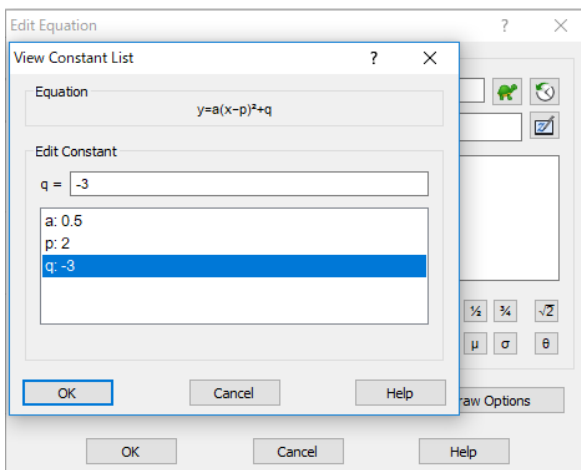 Edit Equation ? ×
View Constant List ? ×
Equation
y=a(x−p)²+q
Edit Constant
q = -3
a: 0.5
p: 2
q: -3
½ ¾ √2
μ σ θ
OK Cancel Help
raw Options
OK Cancel Help